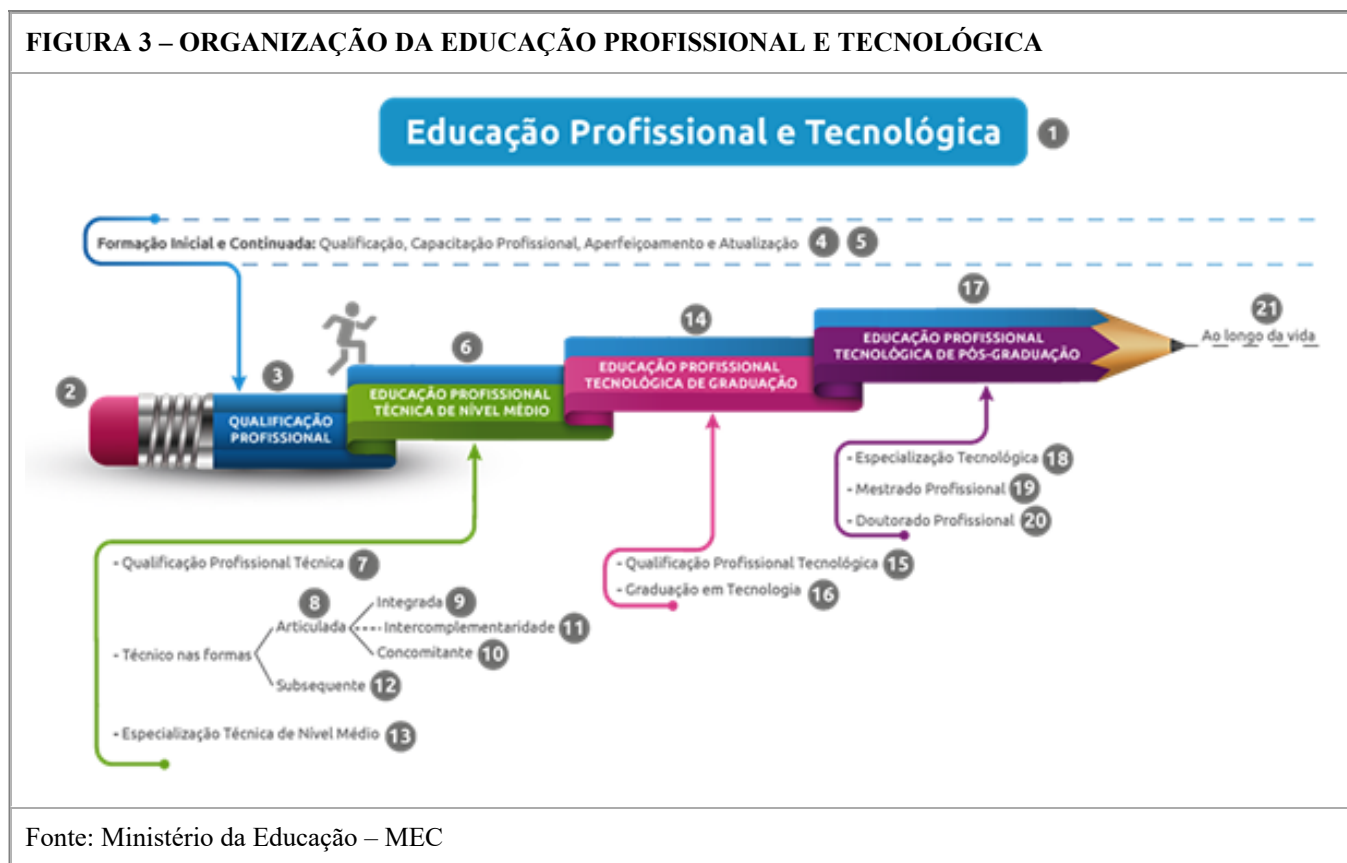 FIGURA 3 – ORGANIZAÇÃO DA EDUCAÇÃO PROFISSIONAL E TECNOLÓGICA
Educação Profissional e Tecnológica 1
Formação Inicial e Continuada: Qualificação, Capacitação Profissional, Aperfeiçoamento e Atualização 4 5
2
3
QUALIFICAÇÃO
PROFISSIONAL
6
EDUCAÇÃO PROFISSIONAL
TÉCNICA DE NÍVEL MÉDIO
14
EDUCAÇÃO PROFISSIONAL
TECNOLÓGICA DE GRADUAÇÃO
17
EDUCAÇÃO PROFISSIONAL
TECNOLÓGICA DE PÓS-GRADUAÇÃO
21
Ao longo da vida
- Qualificação Profissional Técnica 7
- Técnico nas formas
8
Articulada
Integrada 9
Intercomplementaridade 11
Concomitante 10
Subsequente 12
- Especialização Técnica de Nível Médio 13
- Qualificação Profissional Tecnológica 15
- Graduação em Tecnologia 16
- Especialização Tecnológica 18
- Mestrado Profissional 19
- Doutorado Profissional 20
Fonte: Ministério da Educação – MEC